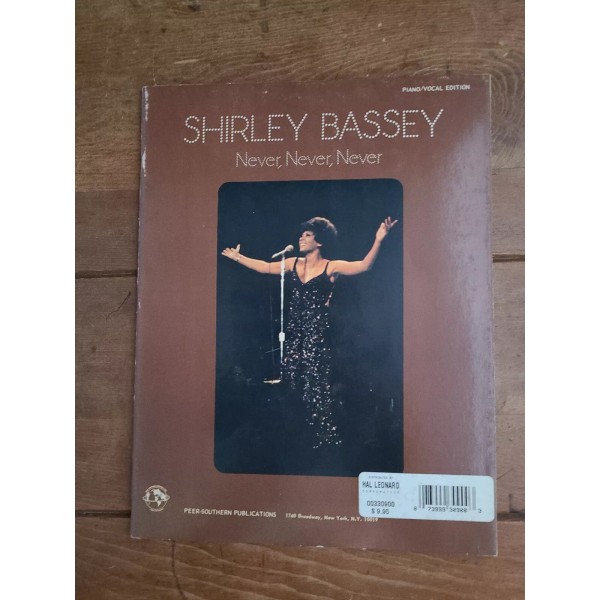 PIANO/VOCAL EDITION
SHIRLEY BASSEY
Never, Never, Never
HAL LEONARD
CORPORATION
00330900
$ 9.95
PEER-SOUTHERN PUBLICATIONS 1740 Broadway, New York, N.Y. 10019